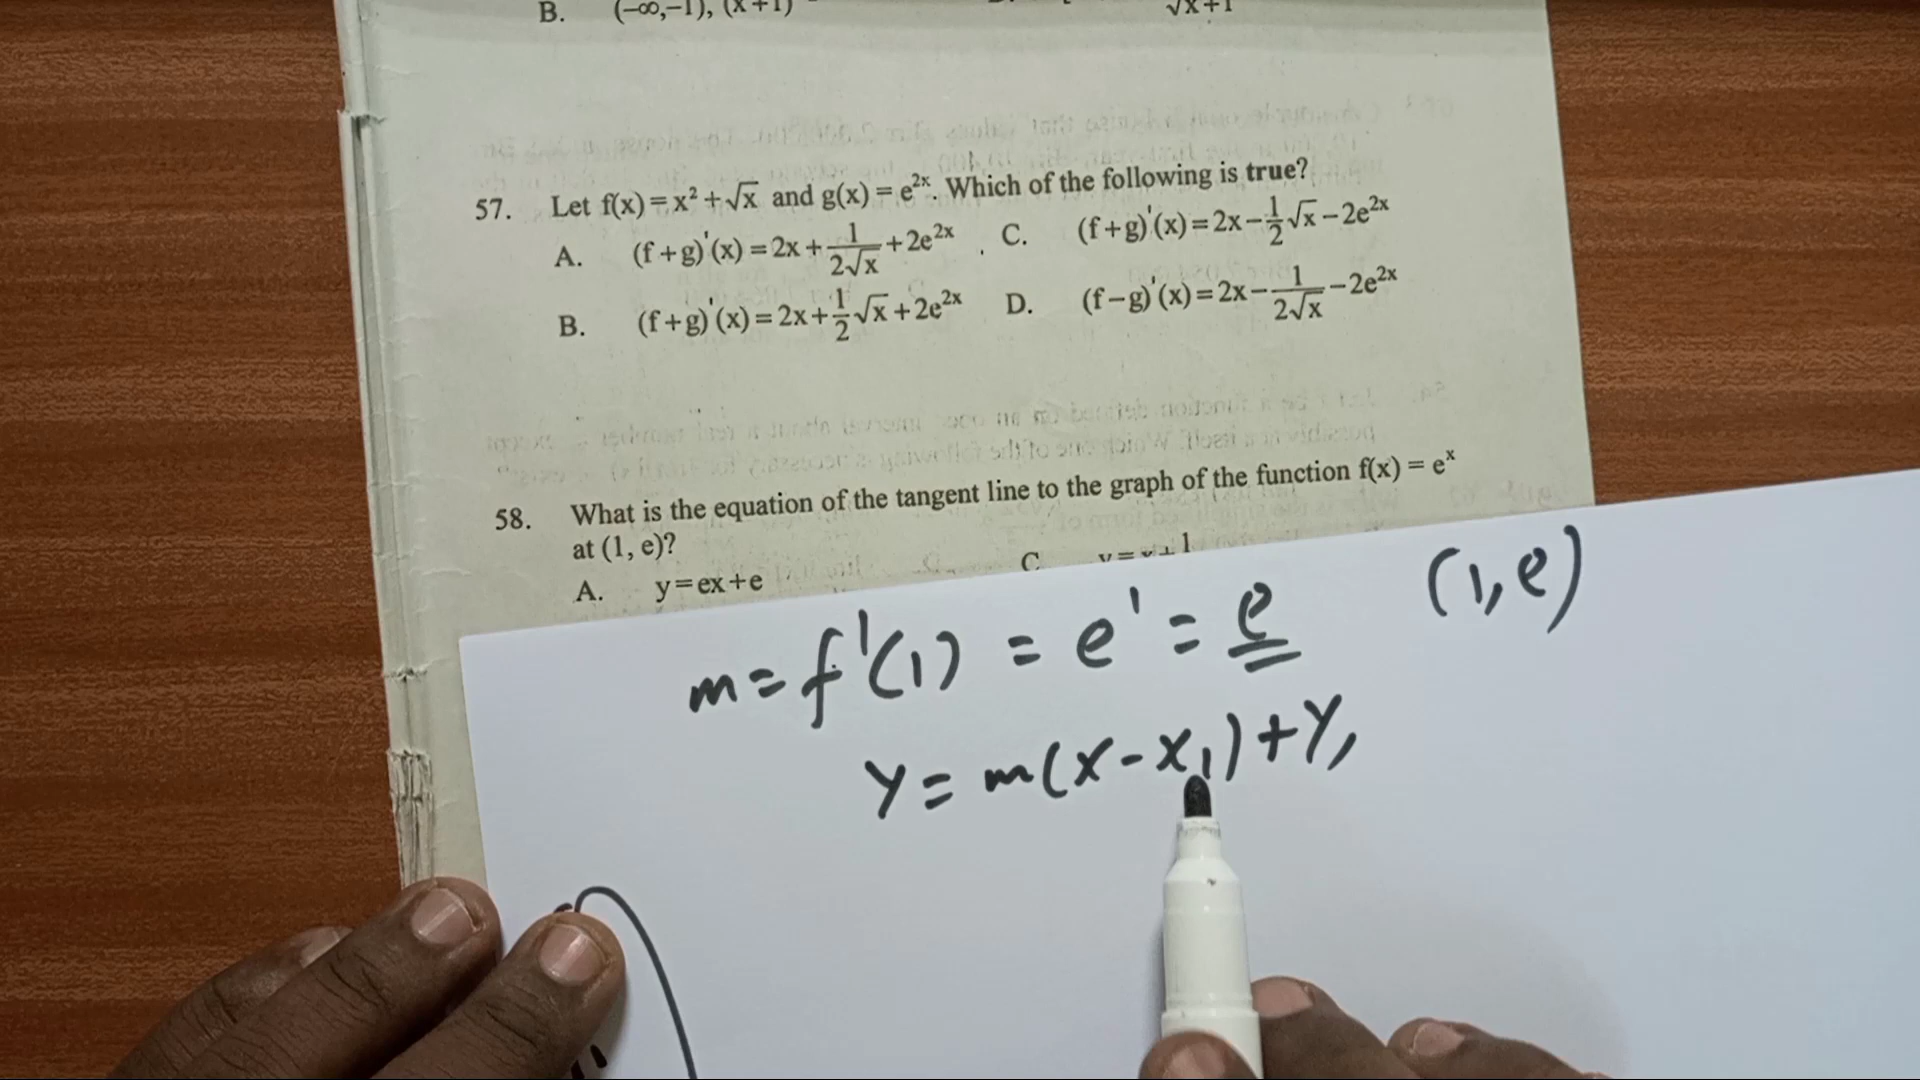 B. (-∞,-1), (x+1)
√x+1
57. Let f(x) = x² + √x and g(x) = e^{2x}. Which of the following is true?
A. (f+g)'(x) = 2x + 1/(2√x) + 2e^{2x} C. (f+g)'(x) = 2x - 1/2 √x - 2e^{2x}
B. (f+g)'(x) = 2x + 1/2 √x + 2e^{2x} D. (f-g)'(x) = 2x - 1/(2√x) - 2e^{2x}
58. What is the equation of the tangent line to the graph of the function f(x) = e^x
at (1, e)?
A. y=ex+e C y=x+1
m = f'(1) = e' = e (1, e)
y = m(x - x₁) + y₁